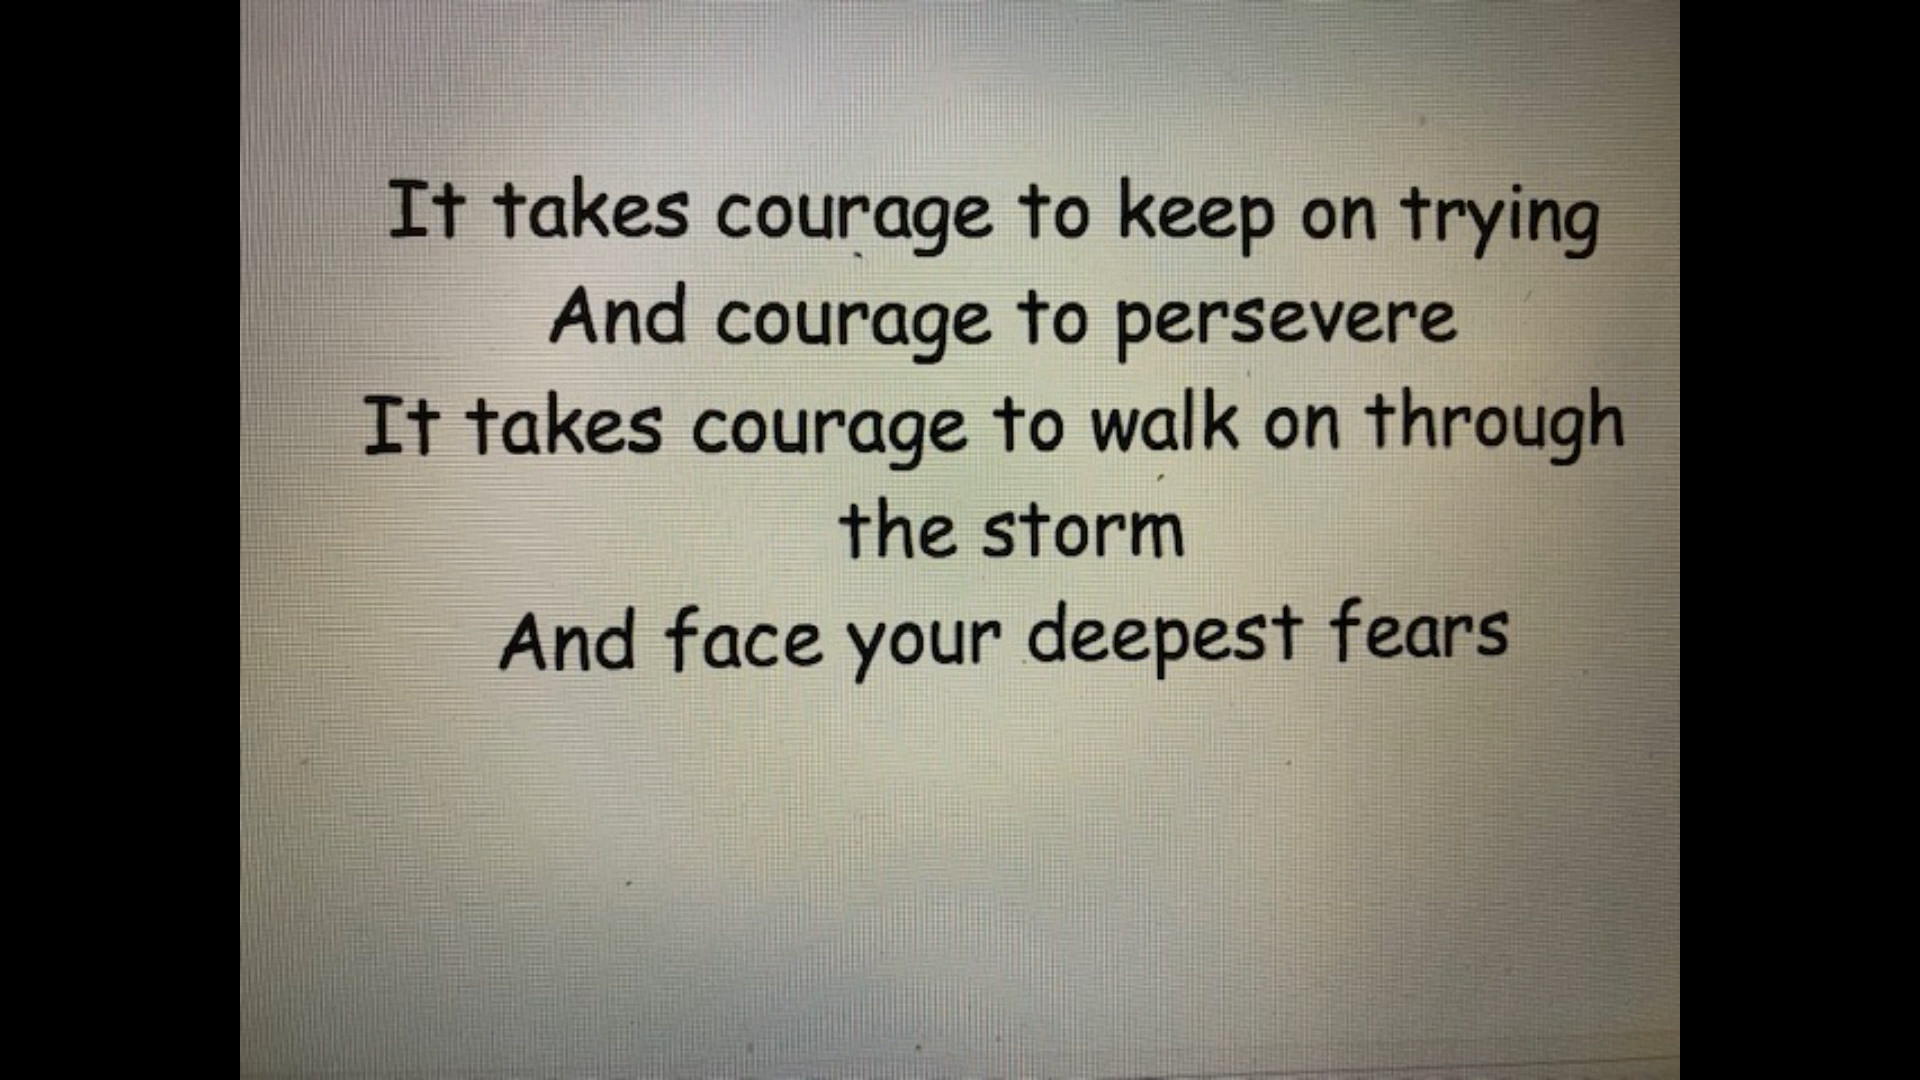 It takes courage to keep on trying
And courage to persevere
It takes courage to walk on through
the storm
And face your deepest fears